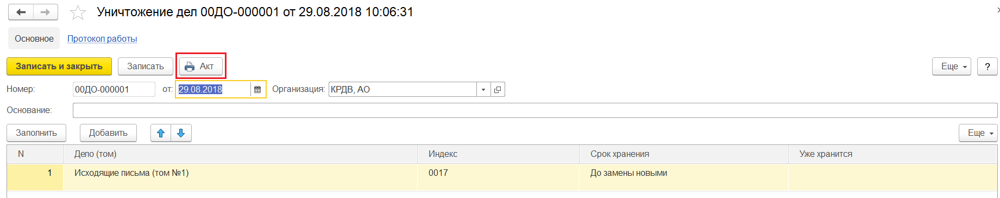 Уничтожение дел 00ДО-000001 от 29.08.2018 10:06:31
Основное Протокол работы
Записать и закрыть Записать Акт Еще ?
Номер: 00ДО-000001 от: 29.08.2018 Организация: КРДВ, АО
Основание:
Заполнить Добавить Еще
N Дело (том) Индекс Срок хранения Уже хранится
1 Исходящие письма (том №1) 0017 До замены новыми